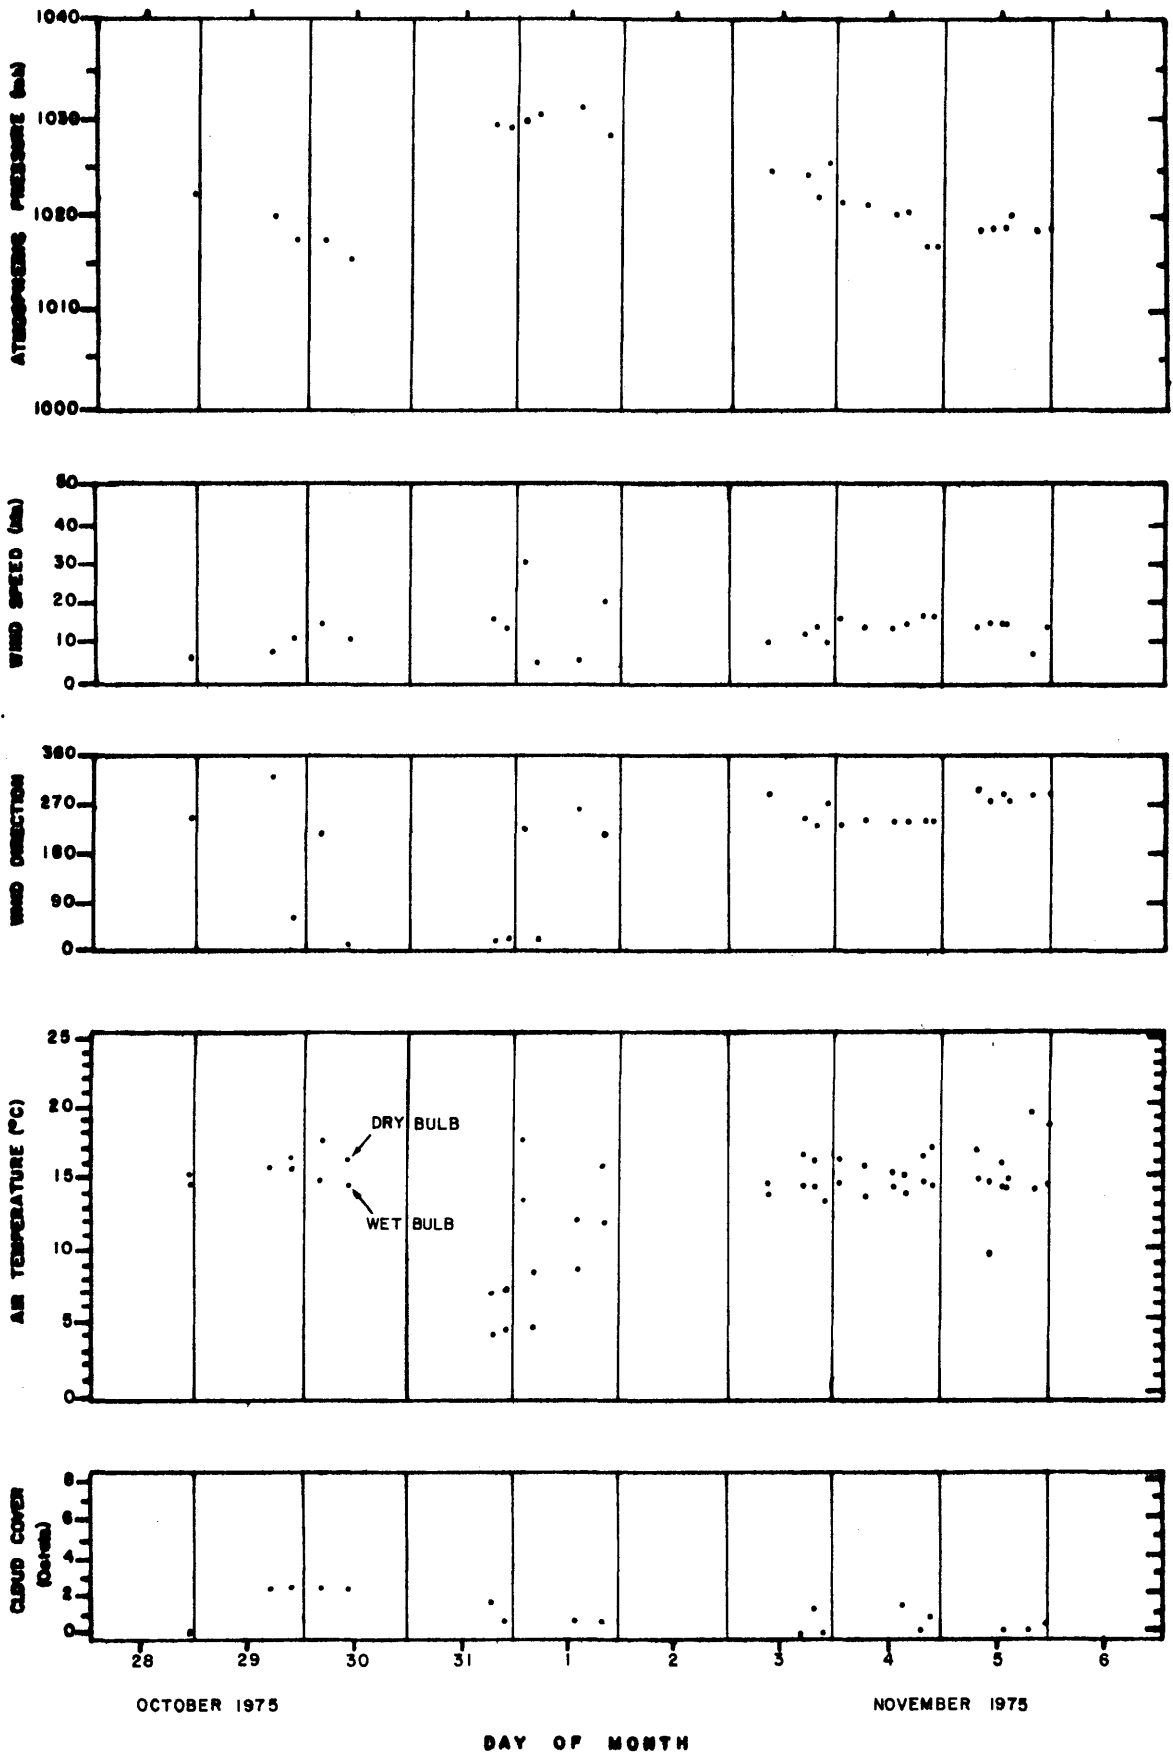 ATMOSPHERIC PRESSURE (mb)
1040
1030
1020
1010
1000
WIND SPEED (kts)
50
40
30
20
10
0
WIND DIRECTION
360
270
180
90
0
AIR TEMPERATURE (°C)
25
20
15
10
5
0
DRY BULB
WET BULB
CLOUD COVER
8
6
4
2
0
28 29 30 31 1 2 3 4 5 6
OCTOBER 1975 NOVEMBER 1975
DAY OF MONTH